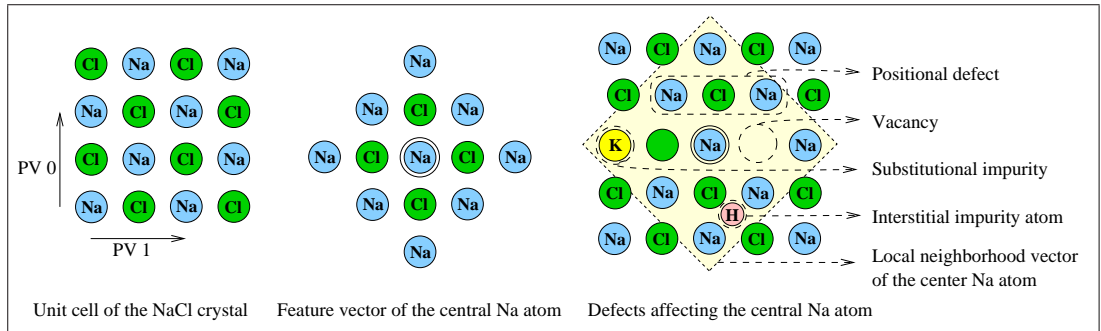 Cl Na Cl Na
Na Cl Na Cl
Cl Na Cl Na
Na Cl Na Cl
PV 0
PV 1
Unit cell of the NaCl crystal
Na
Na Cl Na
Na Cl Na Cl Na
Na Cl Na
Na
Feature vector of the central Na atom
Na Cl Na Cl Na
Cl Na Cl Na Cl
K Na Na
Cl Na Cl Na Cl
H
Na Cl Na Cl Na
Positional defect
Vacancy
Substitutional impurity
Interstitial impurity atom
Local neighborhood vector
of the center Na atom
Defects affecting the central Na atom